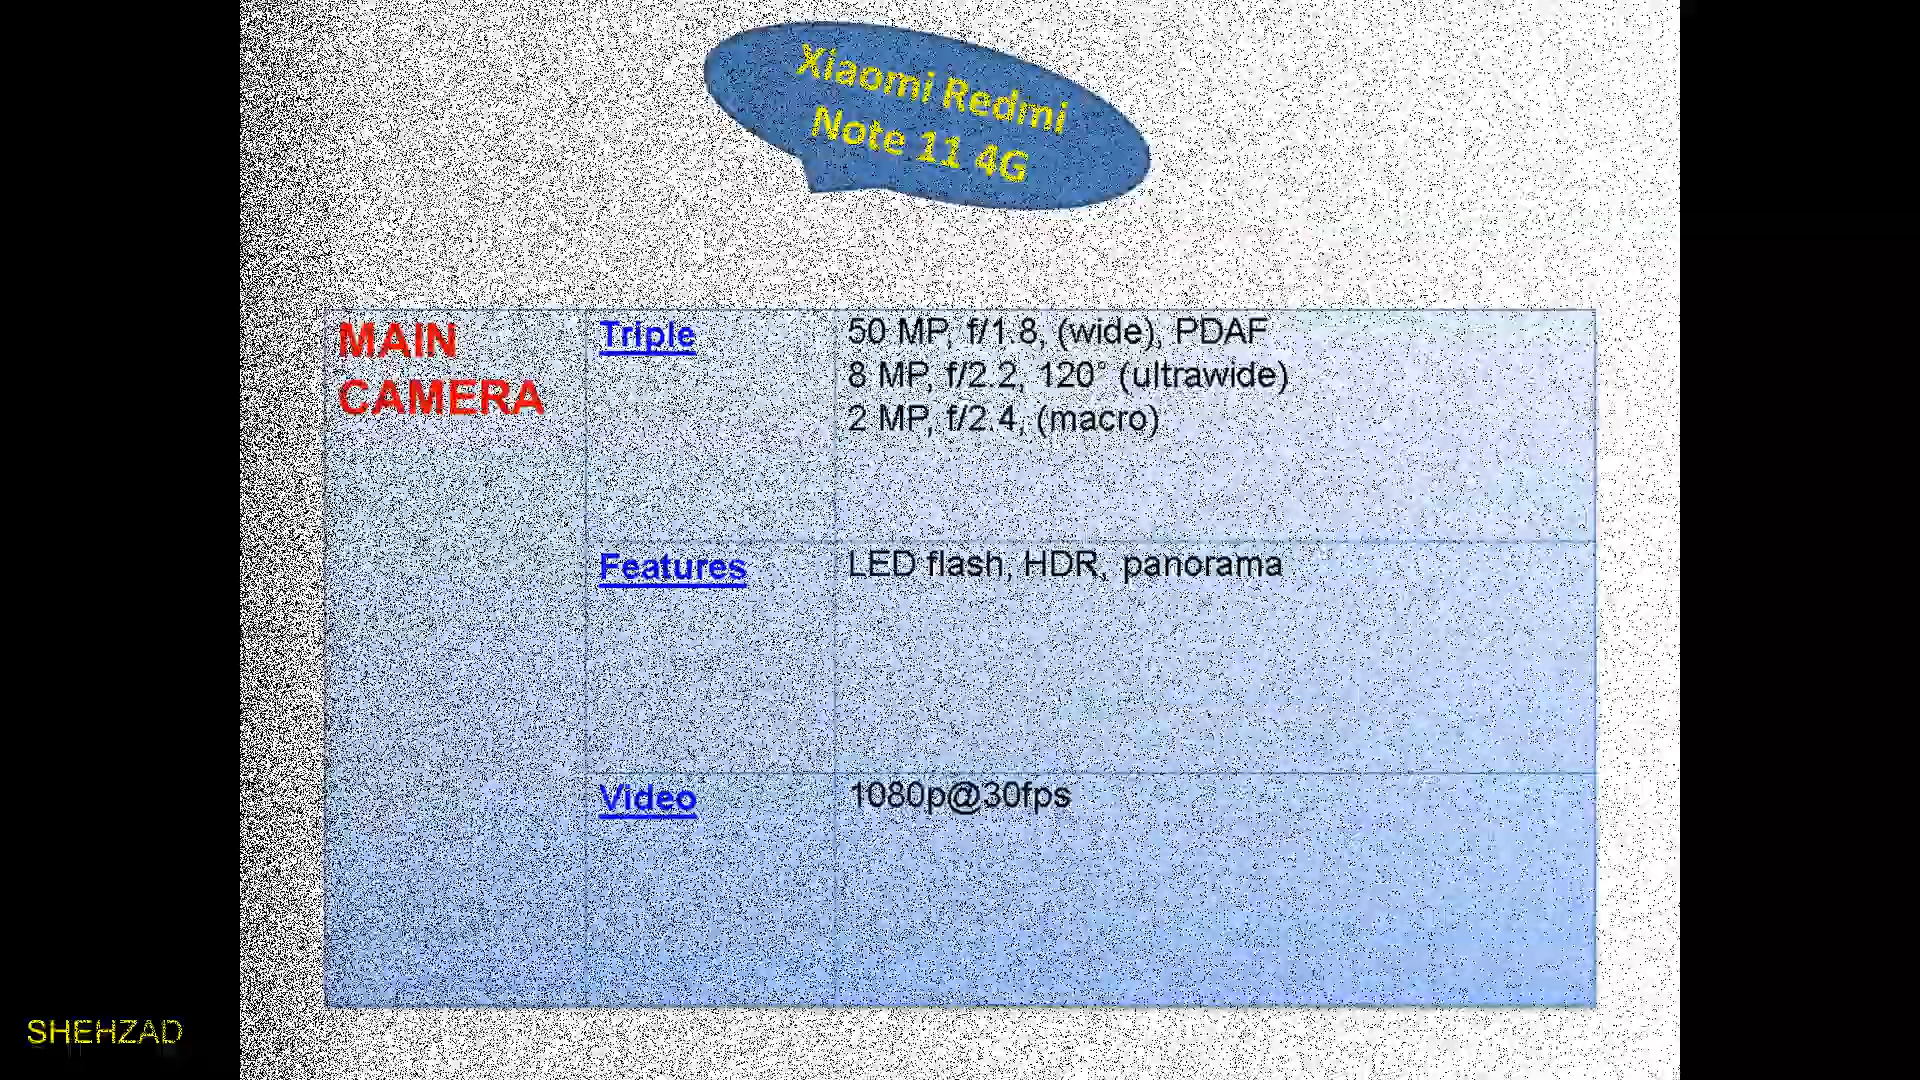 Xiaomi Redmi
Note 11 4G
MAIN
CAMERA
Triple
50 MP, f/1.8, (wide), PDAF
8 MP, f/2.2, 120° (ultrawide)
2 MP, f/2.4, (macro)
Features
LED flash, HDR, panorama
Video
1080p@30fps
SHEHZAD